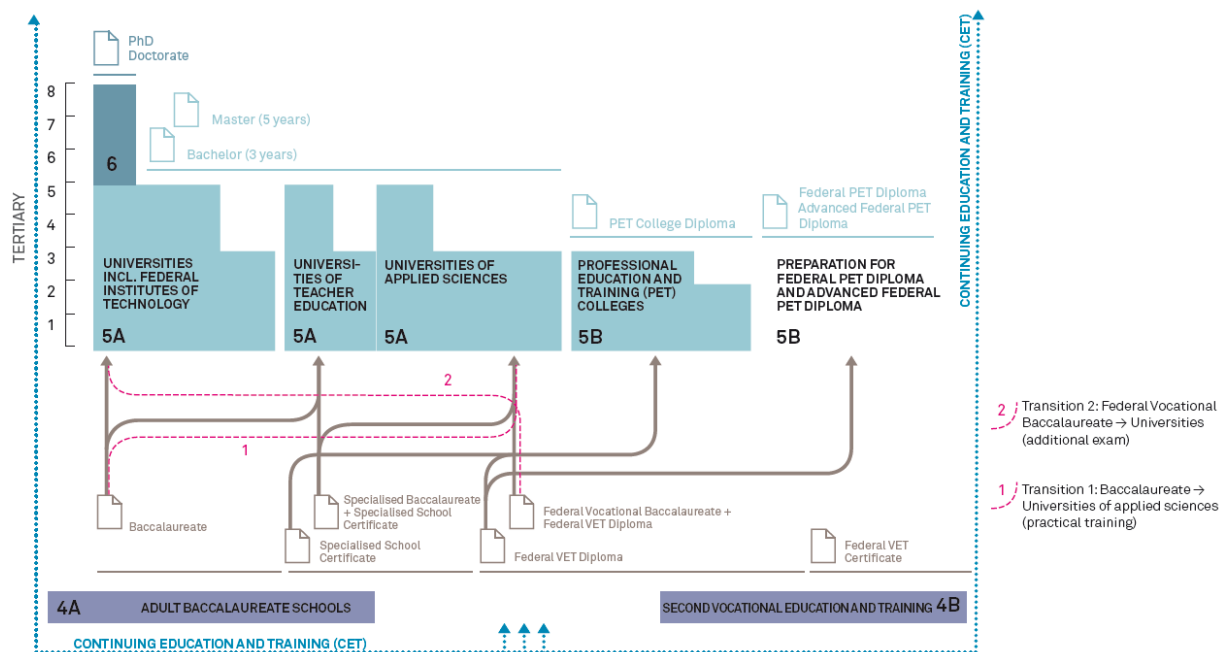 PhD
Doctorate
Master (5 years)
Bachelor (3 years)
TERTIARY
8
7
6
5
4
3
2
1
6
PET College Diploma
Federal PET Diploma
Advanced Federal PET
Diploma
UNIVERSITIES
INCL. FEDERAL
INSTITUTES OF
TECHNOLOGY
5A
UNIVERSI-
TIES OF
TEACHER
EDUCATION
5A
UNIVERSITIES OF
APPLIED SCIENCES
5A
PROFESSIONAL
EDUCATION AND
TRAINING (PET)
COLLEGES
5B
PREPARATION FOR
FEDERAL PET DIPLOMA
AND ADVANCED FEDERAL
PET DIPLOMA
5B
CONTINUING EDUCATION AND TRAINING (CET)
2
1
2
Transition 2: Federal Vocational
Baccalaureate → Universities
(additional exam)
1
Transition 1: Baccalaureate →
Universities of applied sciences
(practical training)
Baccalaureate
Specialised Baccalaureate
+ Specialised School
Certificate
Federal Vocational Baccalaureate +
Federal VET Diploma
Specialised School
Certificate
Federal VET Diploma
Federal VET
Certificate
4A
ADULT BACCALAUREATE SCHOOLS
SECOND VOCATIONAL EDUCATION AND TRAINING 4B
CONTINUING EDUCATION AND TRAINING (CET)